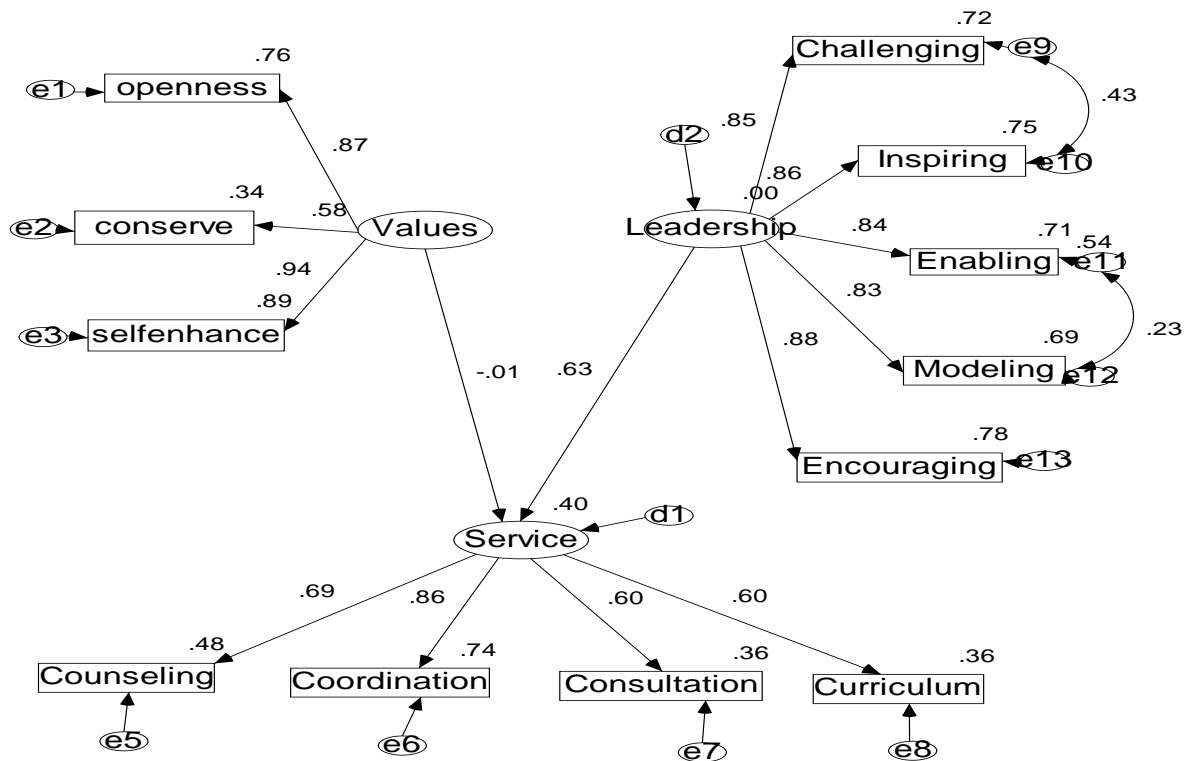 .72
Challenging
e9
.76
e1
openness
.43
.85
d2
.75
.87
Inspiring
e10
.86
.34
.00
.58
e2
conserve
Values
Leadership
.84
.71
.54
Enabling
e11
.94
.83
.89
.23
e3
selfenhance
.88
.69
-.01
.63
Modeling
e12
.78
Encouraging
e13
.40
d1
Service
.69
.86
.60
.60
.48
.74
.36
.36
Counseling
Coordination
Consultation
Curriculum
e5
e6
e7
e8